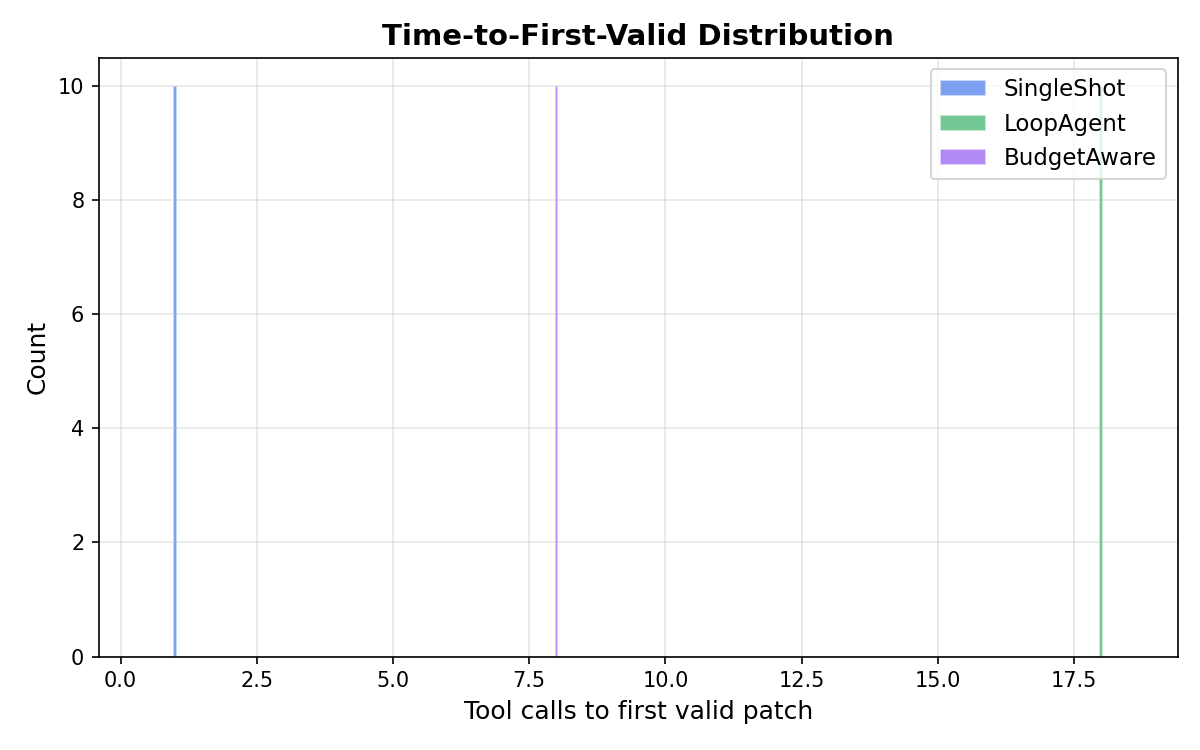 Time-to-First-Valid Distribution
SingleShot
LoopAgent
BudgetAware
Count
10
8
6
4
2
0
0.0 2.5 5.0 7.5 10.0 12.5 15.0 17.5
Tool calls to first valid patch